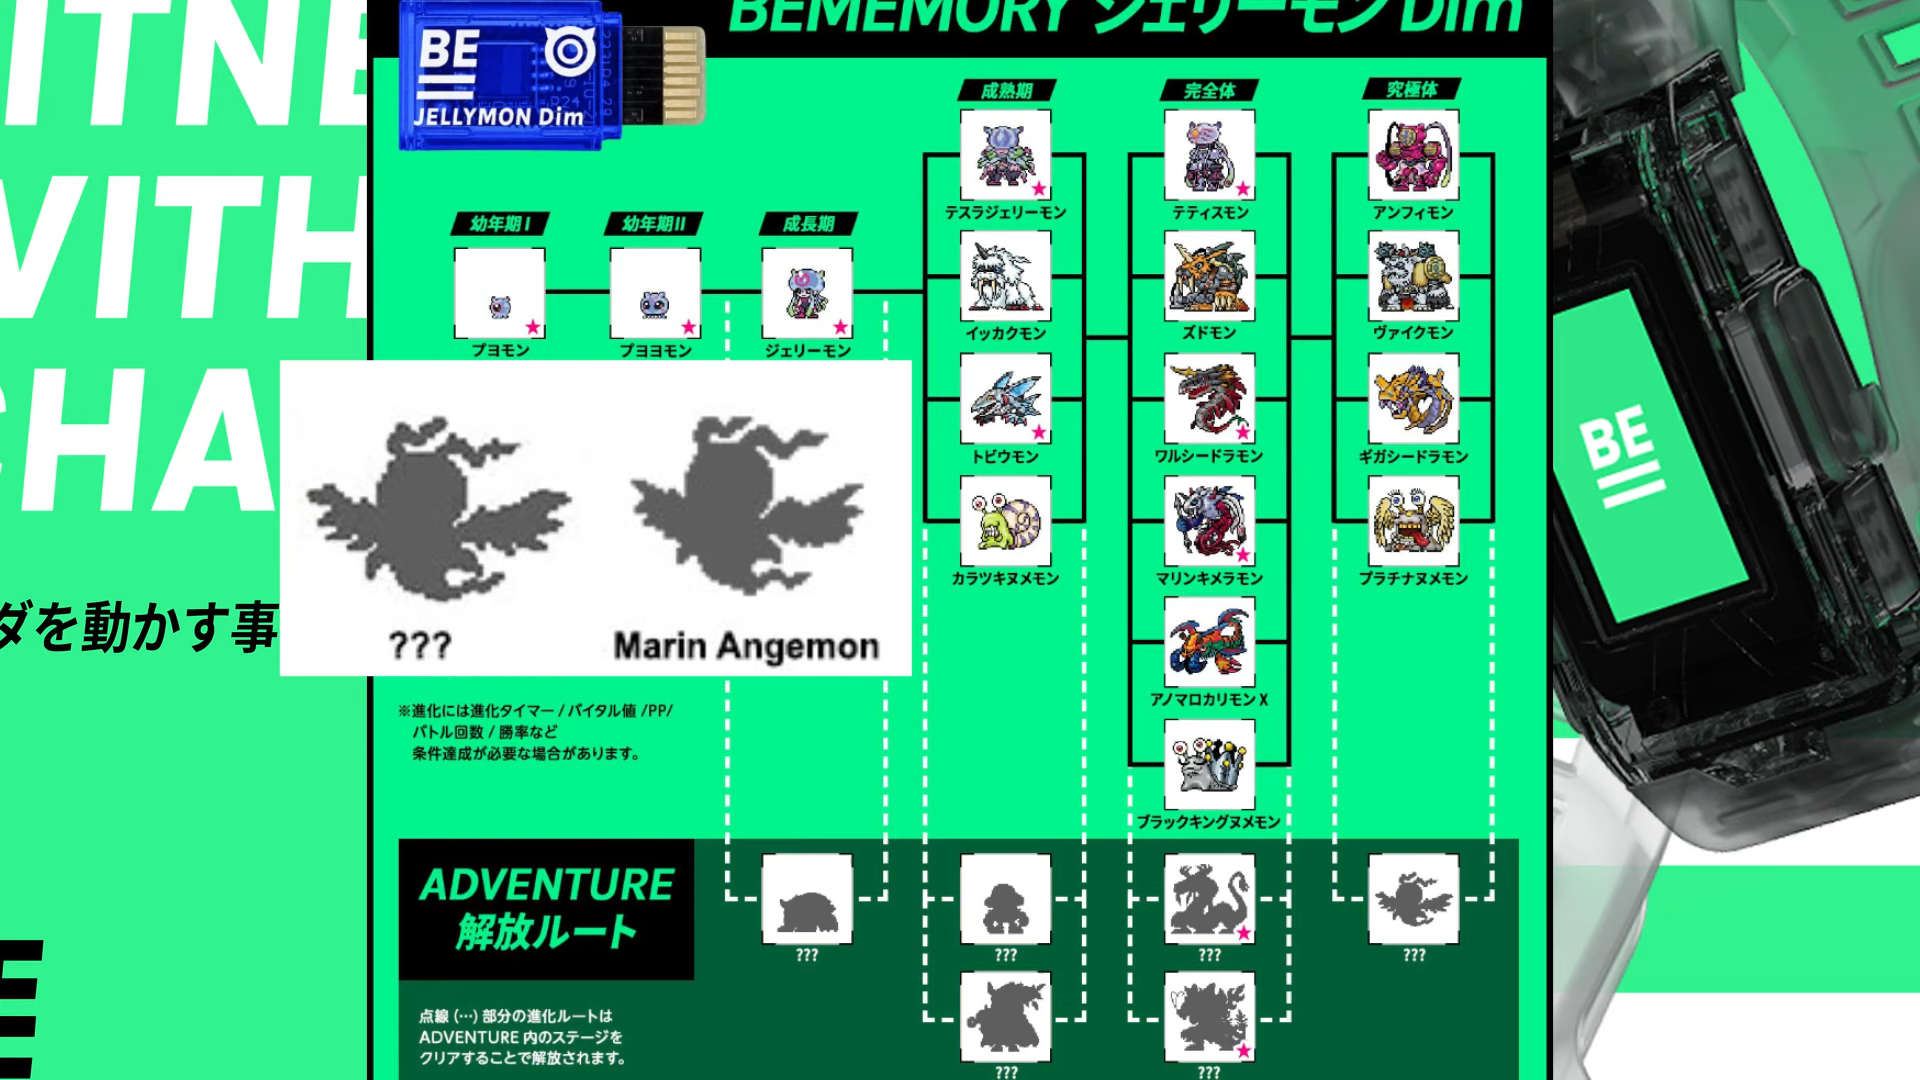 ITNE
WITH
CHA
ダを動かす事
E
BEMEMORY ジェリーモン Dim
BE
JELLYMON Dim
幼年期I
幼年期II
成長期
成熟期
完全体
究極体
プヨモン
プヨヨモン
ジェリーモン
テスラジェリーモン
テティスモン
アンフィモン
イッカクモン
ズドモン
ヴァイクモン
トビウモン
ワルシードラモン
ギガシードラモン
カラツキヌメモン
マリンキメラモン
プラチナヌメモン
アノマロカリモン X
ブラックキングヌメモン
???
Marin Angemon
※進化には進化タイマー / バイタル値 /PP/
バトル回数 / 勝率など
条件達成が必要な場合があります。
ADVENTURE
解放ルート
点線 (…) 部分の進化ルートは
ADVENTURE 内のステージを
クリアすることで解放されます。
???
???
???
???
???
???
BE